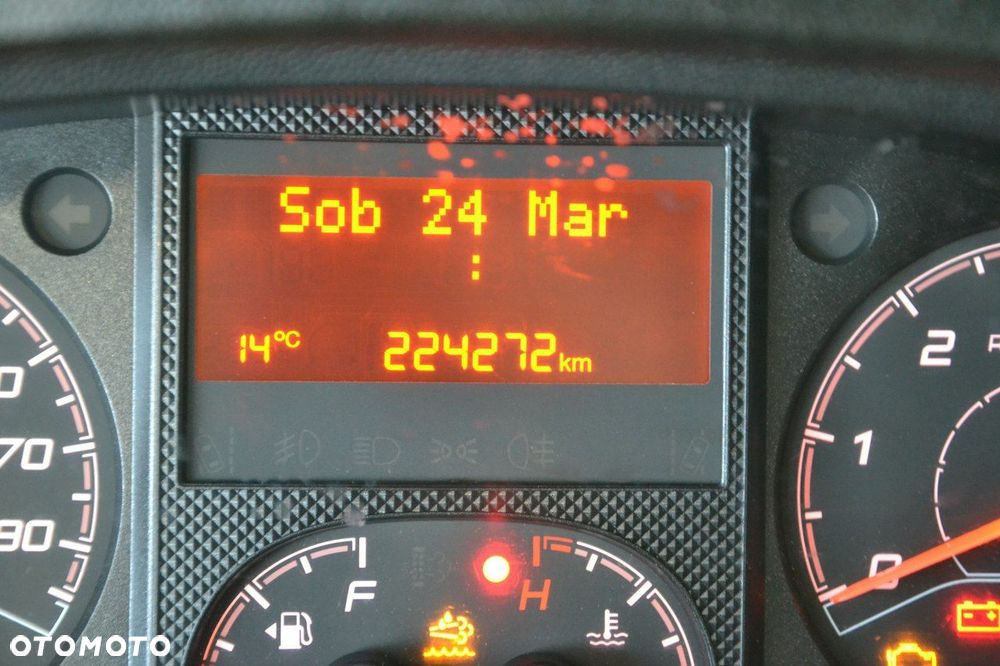 Sob 24 Mar
:
14°C 224272km
2
1
0
70
F H
OTOMOTO